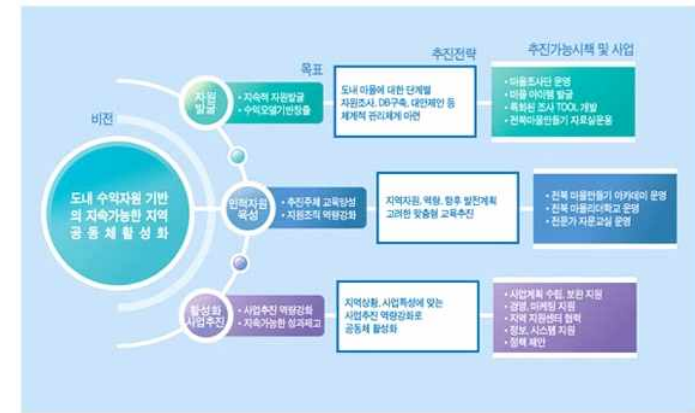 비전
목표
추진전략
추진가능시책 및 사업
도내 수익자원 기반
의 지속가능한 지역
공동체 활성화
자원
발굴
• 지속적 자원발굴
• 수익모델기반창출
도내 마을에 대한 단계별
자원조사, DB구축, 대안제안 등
체계적 관리체계 마련
• 마을조사단 운영
• 마을 아이템 발굴
• 특화된 조사 TOOL 개발
• 전북마을만들기 자료실운용
인적자원
육성
• 추진주체 교육
• 지원조직 역량강화
지역자원, 역량, 향후 발전계획
고려한 맞춤형 교육추진
• 전북 마을만들기 아카데미 운영
• 전북 마을리더학교 운영
• 전문가 자문교실 운영
활성화
사업추진
• 사업추진 역량강화
• 지속가능한 성과제고
지역상황, 사업특성에 맞는
사업추진 역량강화로
공동체 활성화
• 사업계획 수립, 보완 지원
• 경영, 마케팅 지원
• 지역 지원센터 협력
• 정보, 시스템 지원
• 정책 제안